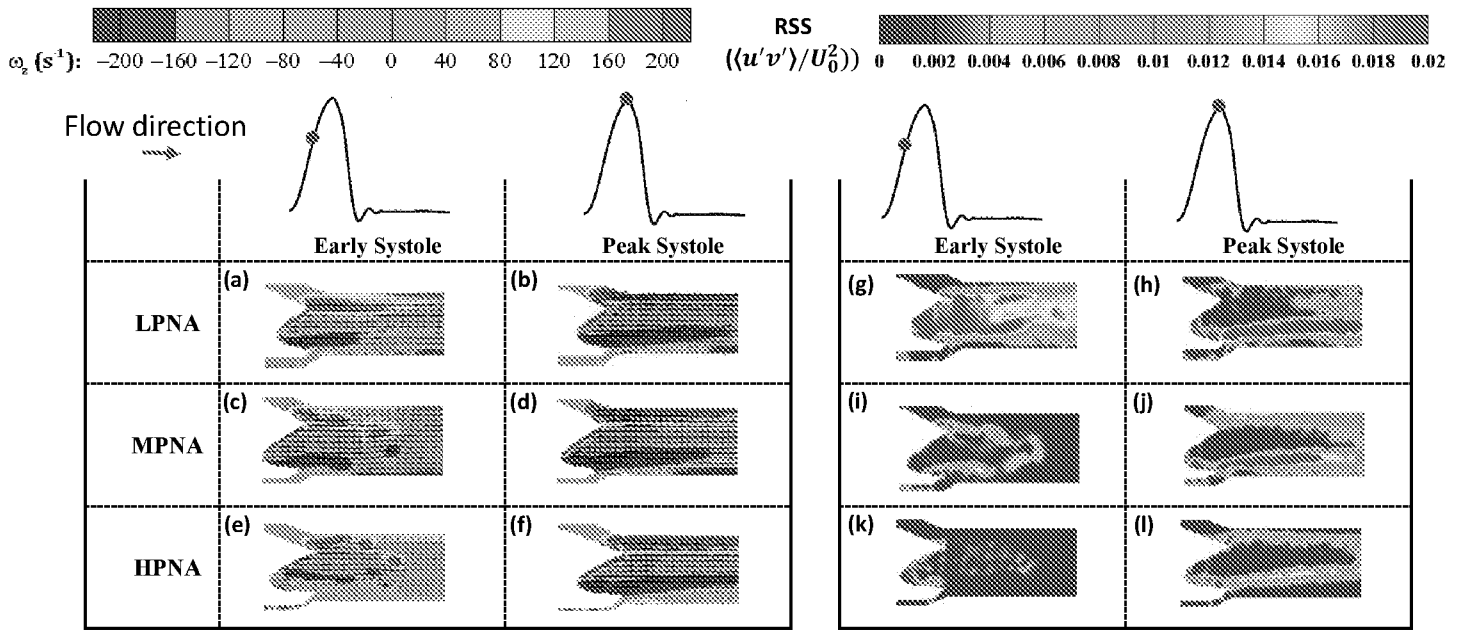 ω_z {s⁻¹}: −200 −160 −120 −80 −40 0 40 80 120 160 200
RSS
(⟨u′v′⟩/U₀²))
0 0.002 0.004 0.006 0.008 0.01 0.012 0.014 0.016 0.018 0.02
Flow direction
Early Systole
Peak Systole
Early Systole
Peak Systole
LPNA
(a)
(b)
(g)
(h)
MPNA
(c)
(d)
(i)
(j)
HPNA
(e)
(f)
(k)
(l)